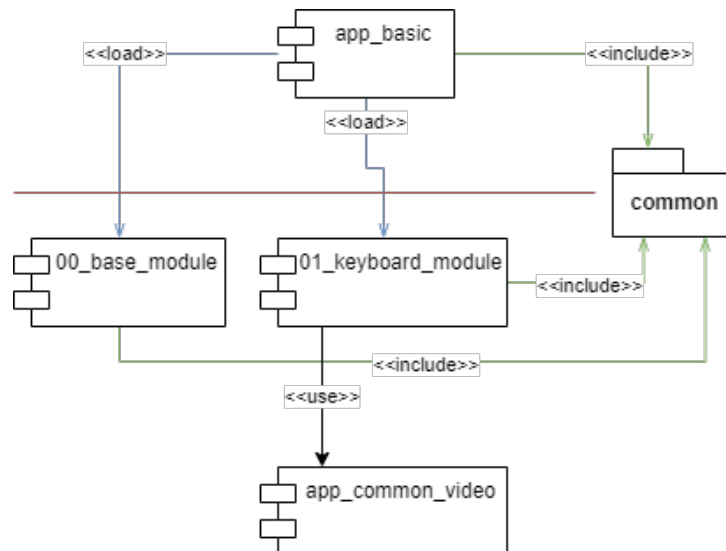 app_basic
<<load>>
<<include>>
<<load>>
common
00_base_module
01_keyboard_module
<<include>>
<<include>>
<<use>>
app_common_video